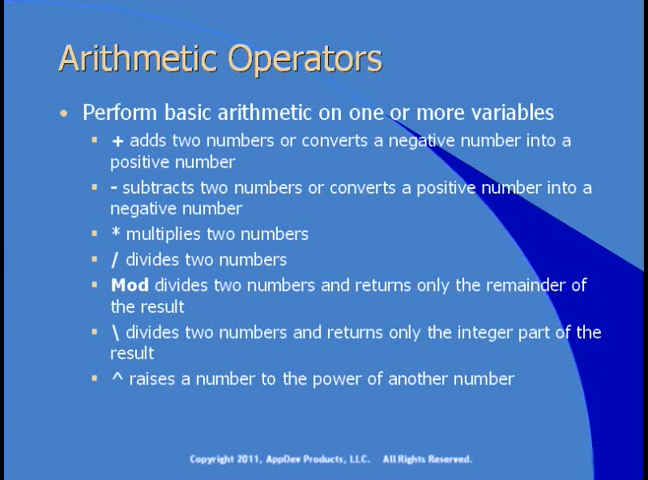 Arithmetic Operators
• Perform basic arithmetic on one or more variables
▪ + adds two numbers or converts a negative number into a
positive number
▪ - subtracts two numbers or converts a positive number into a
negative number
▪ * multiplies two numbers
▪ / divides two numbers
▪ Mod divides two numbers and returns only the remainder of
the result
▪ \ divides two numbers and returns only the integer part of the
result
▪ ^ raises a number to the power of another number
Copyright 2011, AppDev Products, LLC. All Rights Reserved.